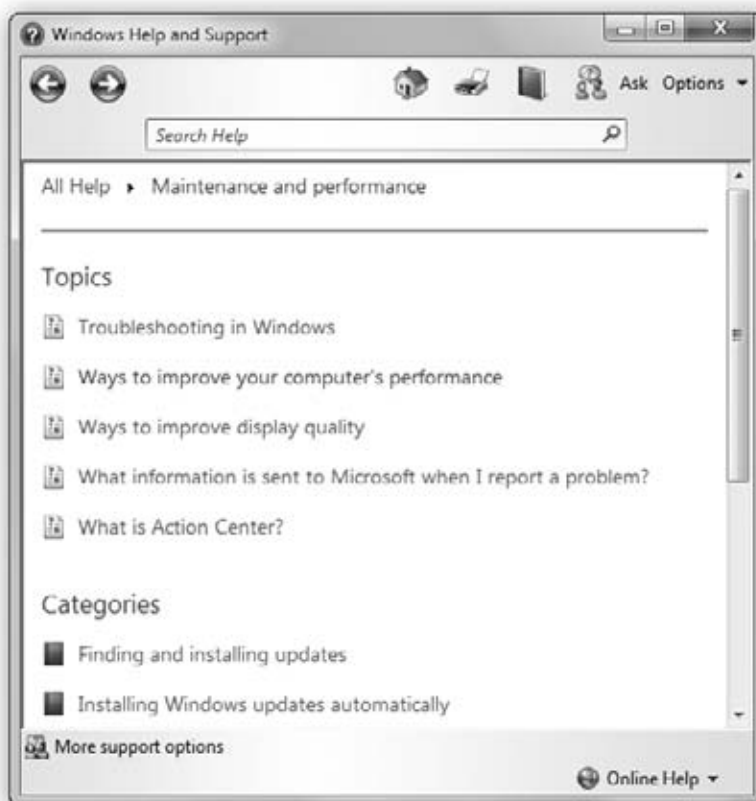 Windows Help and Support
Ask Options
Search Help
All Help Maintenance and performance
Topics
Troubleshooting in Windows
Ways to improve your computer's performance
Ways to improve display quality
What information is sent to Microsoft when I report a problem?
What is Action Center?
Categories
Finding and installing updates
Installing Windows updates automatically
More support options
Online Help